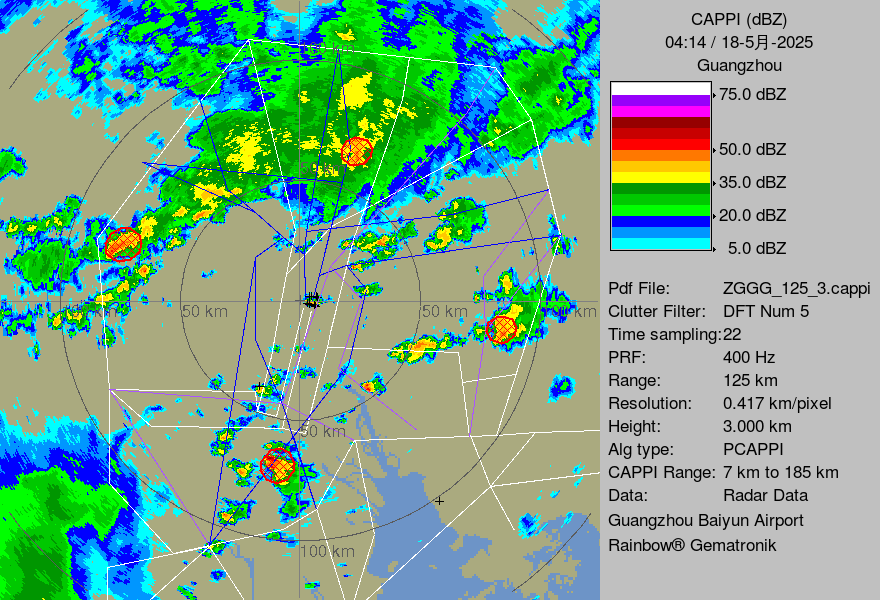 CAPPI (dBZ)
04:14 / 18-5月-2025
Guangzhou
75.0 dBZ
50.0 dBZ
35.0 dBZ
20.0 dBZ
5.0 dBZ
Pdf File: ZGGG_125_3.cappi
Clutter Filter: DFT Num 5
Time sampling:22
PRF: 400 Hz
Range: 125 km
Resolution: 0.417 km/pixel
Height: 3.000 km
Alg type: PCAPPI
CAPPI Range: 7 km to 185 km
Data: Radar Data
Guangzhou Baiyun Airport
Rainbow® Gematronik
50 km
50 km
km
50 km
100 km